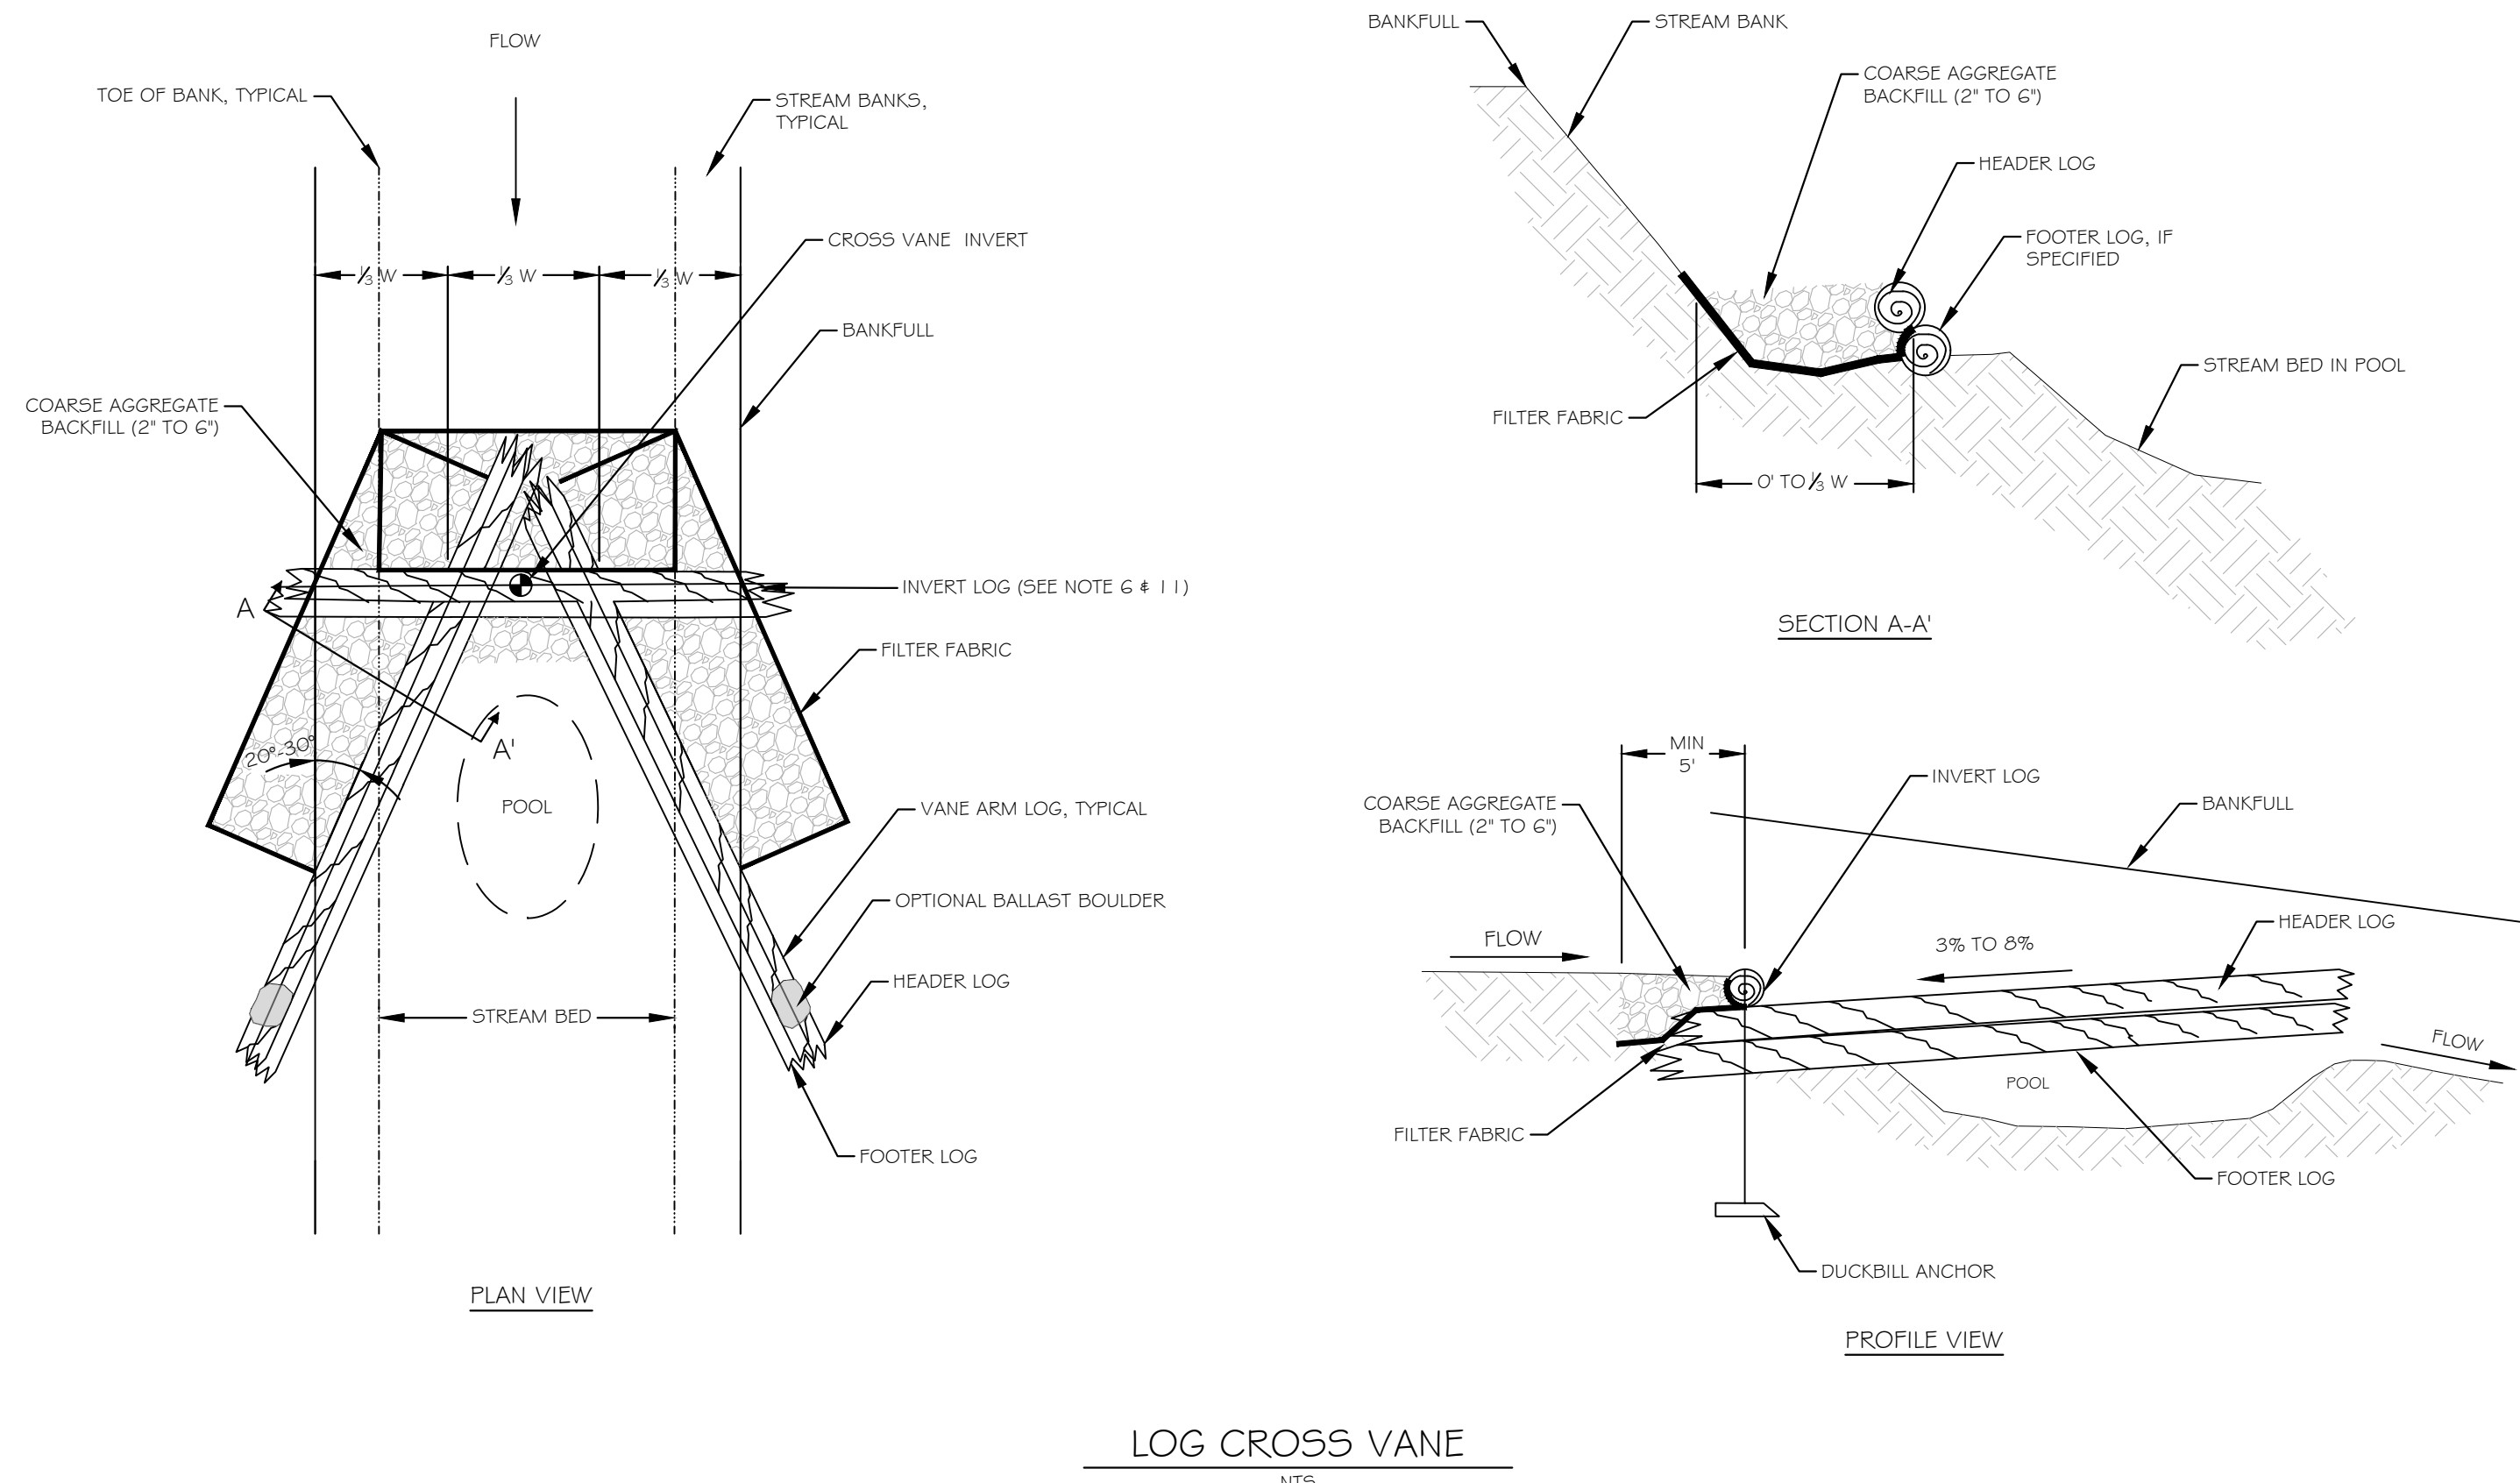 FLOW
TOE OF BANK, TYPICAL
STREAM BANKS,
TYPICAL
CROSS VANE INVERT
⅓ W
⅓ W
⅓ W
BANKFULL
COARSE AGGREGATE
BACKFILL (2" TO 6")
A
INVERT LOG (SEE NOTE 6 & 11)
FILTER FABRIC
A'
20°-30°
POOL
VANE ARM LOG, TYPICAL
OPTIONAL BALLAST BOULDER
HEADER LOG
STREAM BED
FOOTER LOG
PLAN VIEW
BANKFULL
STREAM BANK
COARSE AGGREGATE
BACKFILL (2" TO 6")
HEADER LOG
FOOTER LOG, IF
SPECIFIED
STREAM BED IN POOL
FILTER FABRIC
0' TO ⅓ W
SECTION A-A'
MIN
5'
INVERT LOG
COARSE AGGREGATE
BACKFILL (2" TO 6")
BANKFULL
HEADER LOG
FLOW
3% TO 8%
FLOW
POOL
FILTER FABRIC
FOOTER LOG
DUCKBILL ANCHOR
PROFILE VIEW
LOG CROSS VANE
NTS